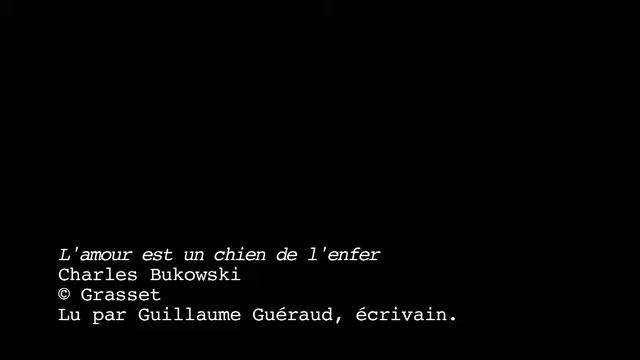 L'amour est un chien de l'enfer
Charles Bukowski
© Grasset
Lu par Guillaume Guéraud, écrivain.